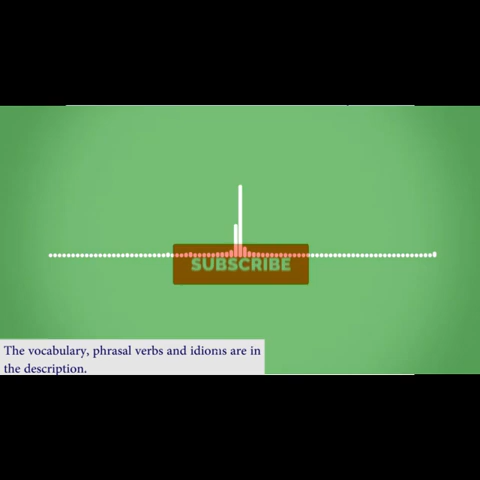 SUBSCRIBE
The vocabulary, phrasal verbs and idioms are in
the description.